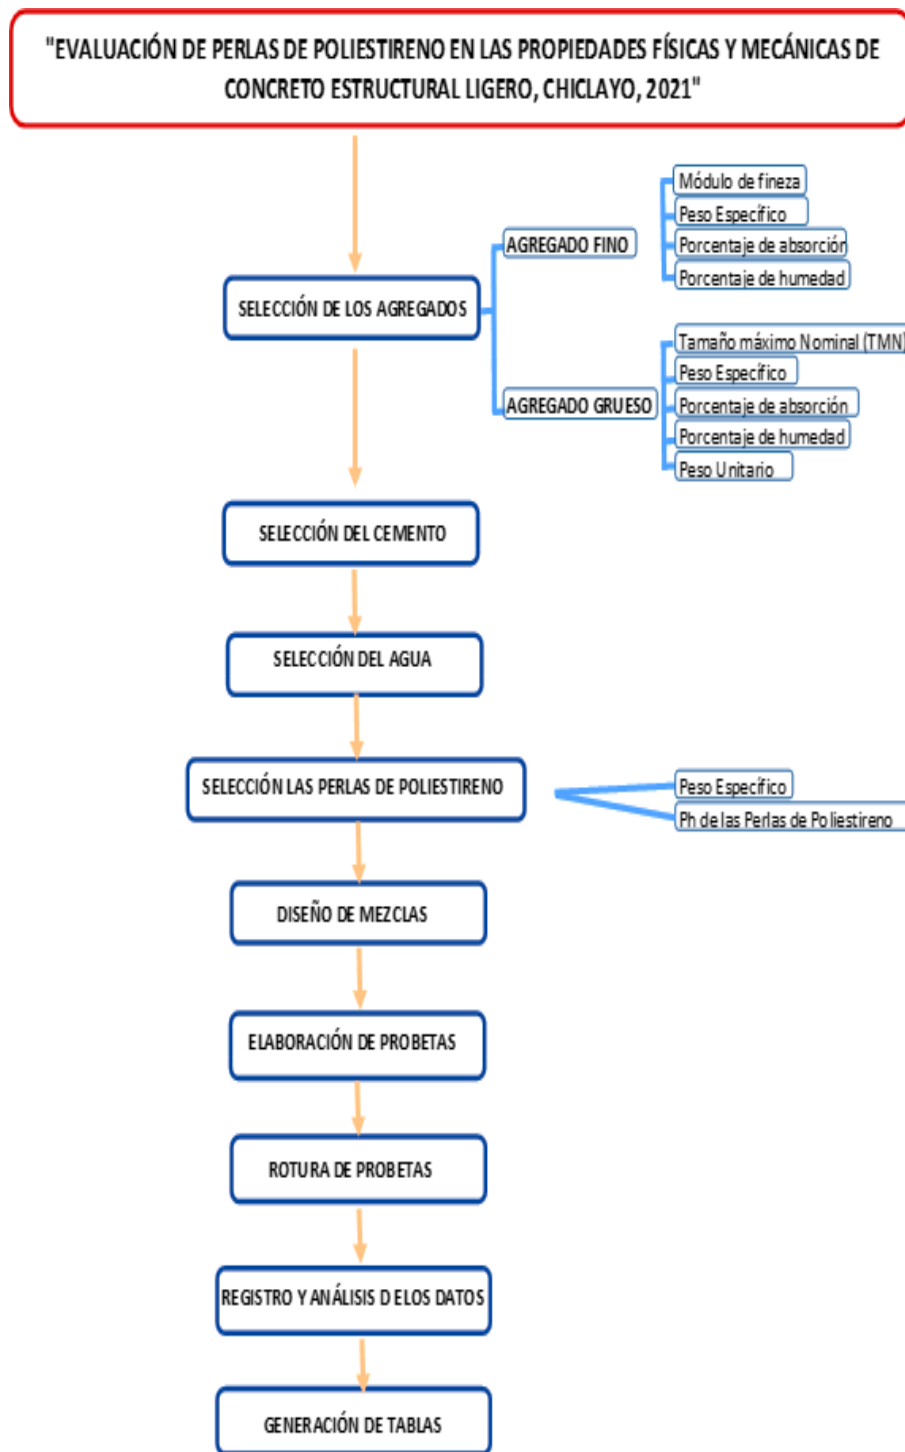 "EVALUACIÓN DE PERLAS DE POLIESTIRENO EN LAS PROPIEDADES FÍSICAS Y MECÁNICAS DE
CONCRETO ESTRUCTURAL LIGERO, CHICLAYO, 2021"
SELECCIÓN DE LOS AGREGADOS
AGREGADO FINO
Módulo de fineza
Peso Específico
Porcentaje de absorción
Porcentaje de humedad
AGREGADO GRUESO
Tamaño máximo Nominal (TMN)
Peso Específico
Porcentaje de absorción
Porcentaje de humedad
Peso Unitario
SELECCIÓN DEL CEMENTO
SELECCIÓN DEL AGUA
SELECCIÓN LAS PERLAS DE POLIESTIRENO
Peso Específico
Ph de las Perlas de Poliestireno
DISEÑO DE MEZCLAS
ELABORACIÓN DE PROBETAS
ROTURA DE PROBETAS
REGISTRO Y ANÁLISIS D ELOS DATOS
GENERACIÓN DE TABLAS